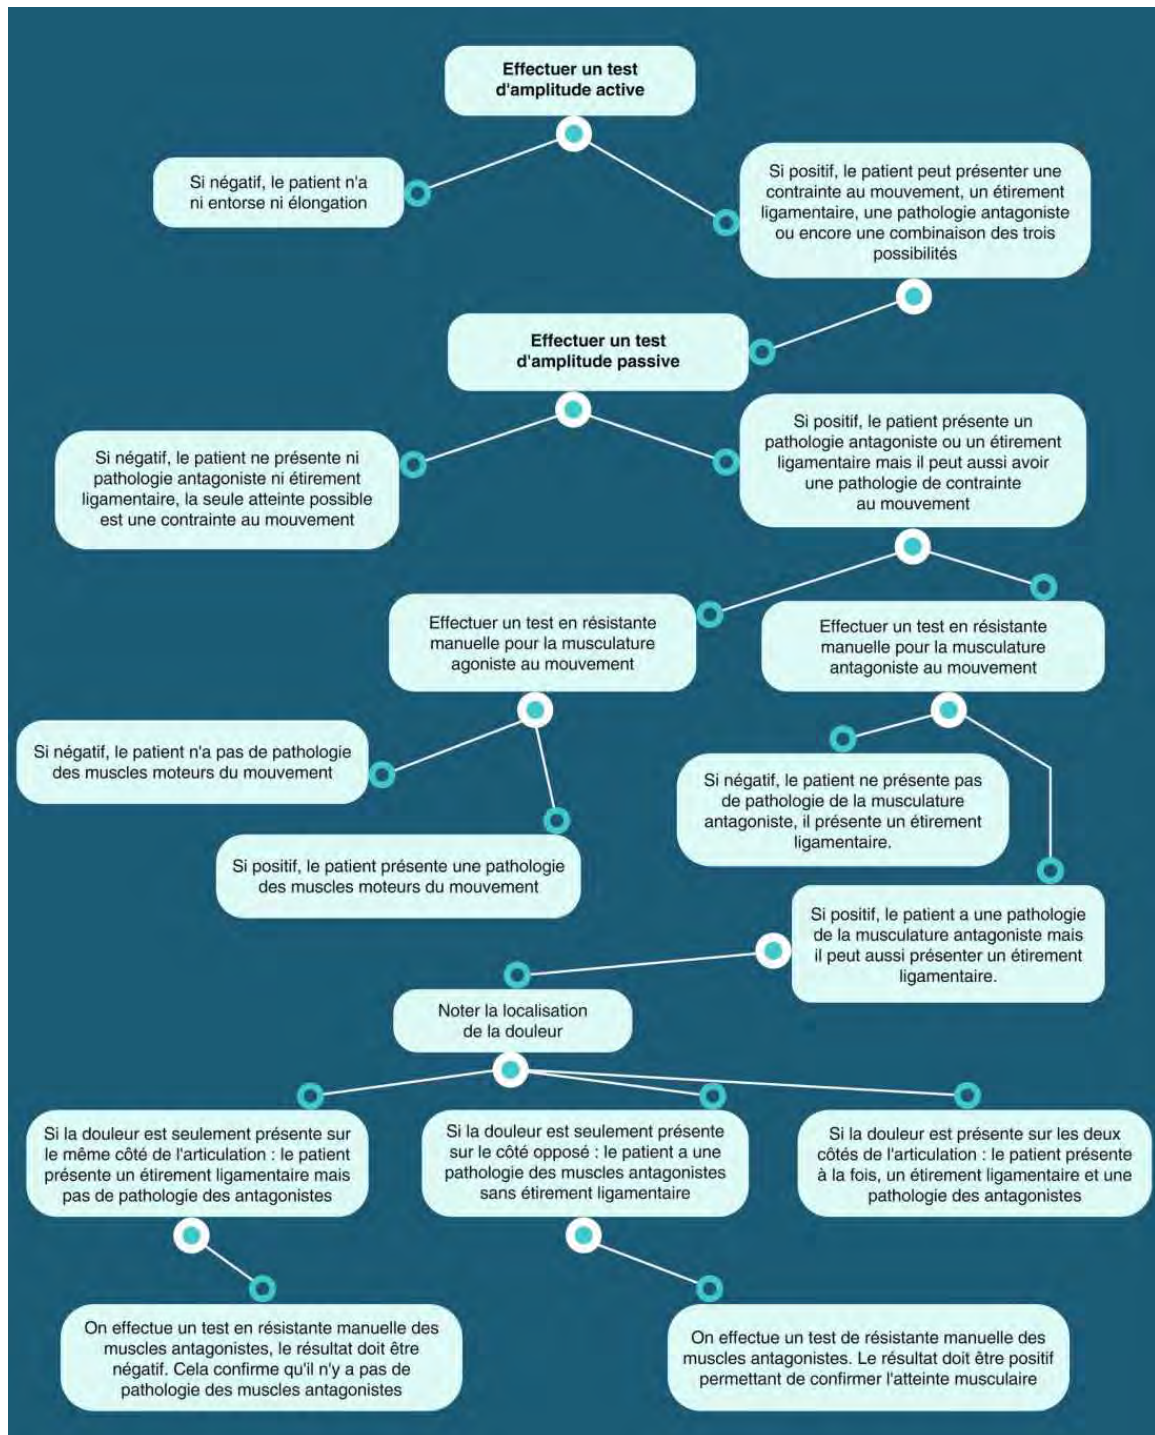 Effectuer un test
d'amplitude active
Si négatif, le patient n'a
ni entorse ni élongation
Si positif, le patient peut présenter une
contrainte au mouvement, un étirement
ligamentaire, une pathologie antagoniste
ou encore une combinaison des trois
possibilités
Effectuer un test
d'amplitude passive
Si négatif, le patient ne présente ni
pathologie antagoniste ni étirement
ligamentaire, la seule atteinte possible
est une contrainte au mouvement
Si positif, le patient présente un
pathologie antagoniste ou un étirement
ligamentaire mais il peut aussi avoir
une pathologie de contrainte
au mouvement
Effectuer un test en résistante
manuelle pour la musculature
agoniste au mouvement
Effectuer un test en résistante
manuelle pour la musculature
antagoniste au mouvement
Si négatif, le patient n'a pas de pathologie
des muscles moteurs du mouvement
Si positif, le patient présente une pathologie
des muscles moteurs du mouvement
Si négatif, le patient ne présente pas
de pathologie de la musculature
antagoniste, il présente un étirement
ligamentaire.
Si positif, le patient a une pathologie
de la musculature antagoniste mais
il peut aussi présenter un étirement
ligamentaire.
Noter la localisation
de la douleur
Si la douleur est seulement présente sur
le même côté de l'articulation : le patient
présente un étirement ligamentaire mais
pas de pathologie des antagonistes
Si la douleur est seulement présente
sur le côté opposé : le patient a une
pathologie des muscles antagonistes
sans étirement ligamentaire
Si la douleur est présente sur les deux
côtés de l'articulation : le patient présente
à la fois, un étirement ligamentaire et une
pathologie des antagonistes
On effectue un test en résistante manuelle des
muscles antagonistes, le résultat doit être
négatif. Cela confirme qu'il n'y a pas de
pathologie des muscles antagonistes
On effectue un test de résistante manuelle des
muscles antagonistes. Le résultat doit être positif
permettant de confirmer l'atteinte musculaire